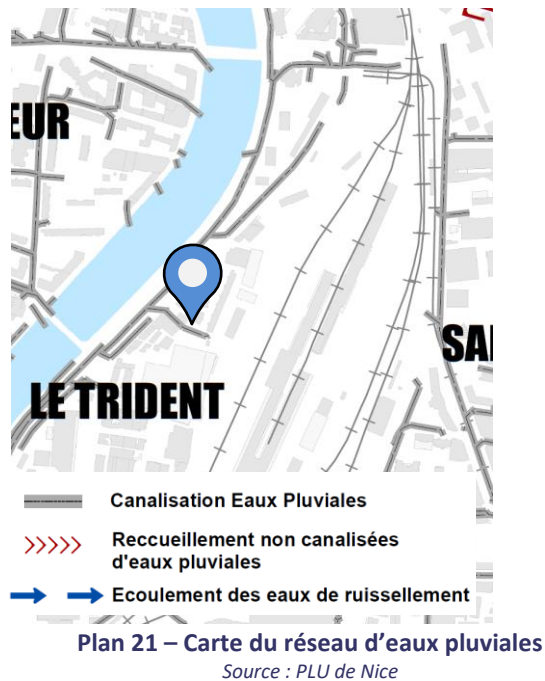 EUR
SAI
LE TRIDENT
Canalisation Eaux Pluviales
Reccueillement non canalisées
d'eaux pluviales
Ecoulement des eaux de ruissellement
Plan 21 – Carte du réseau d'eaux pluviales
Source : PLU de Nice